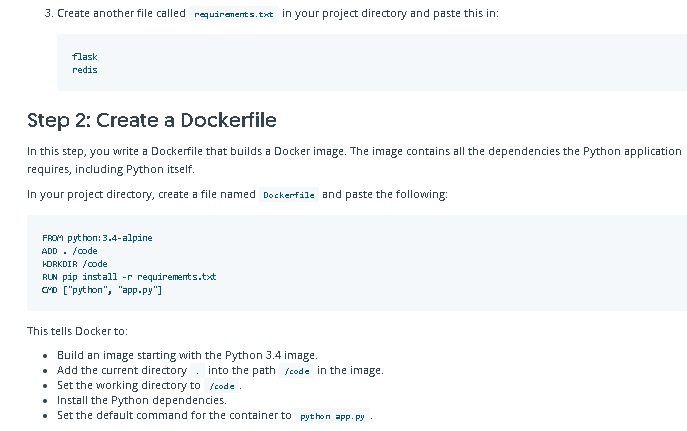 3. Create another file called requirements.txt in your project directory and paste this in:
flask
redis
Step 2: Create a Dockerfile
In this step, you write a Dockerfile that builds a Docker image. The image contains all the dependencies the Python application
requires, including Python itself.
In your project directory, create a file named Dockerfile and paste the following:
FROM python:3.4-alpine
ADD . /code
WORKDIR /code
RUN pip install -r requirements.txt
CMD ["python", "app.py"]
This tells Docker to:
• Build an image starting with the Python 3.4 image.
• Add the current directory . into the path /code in the image.
• Set the working directory to /code .
• Install the Python dependencies.
• Set the default command for the container to python app.py .